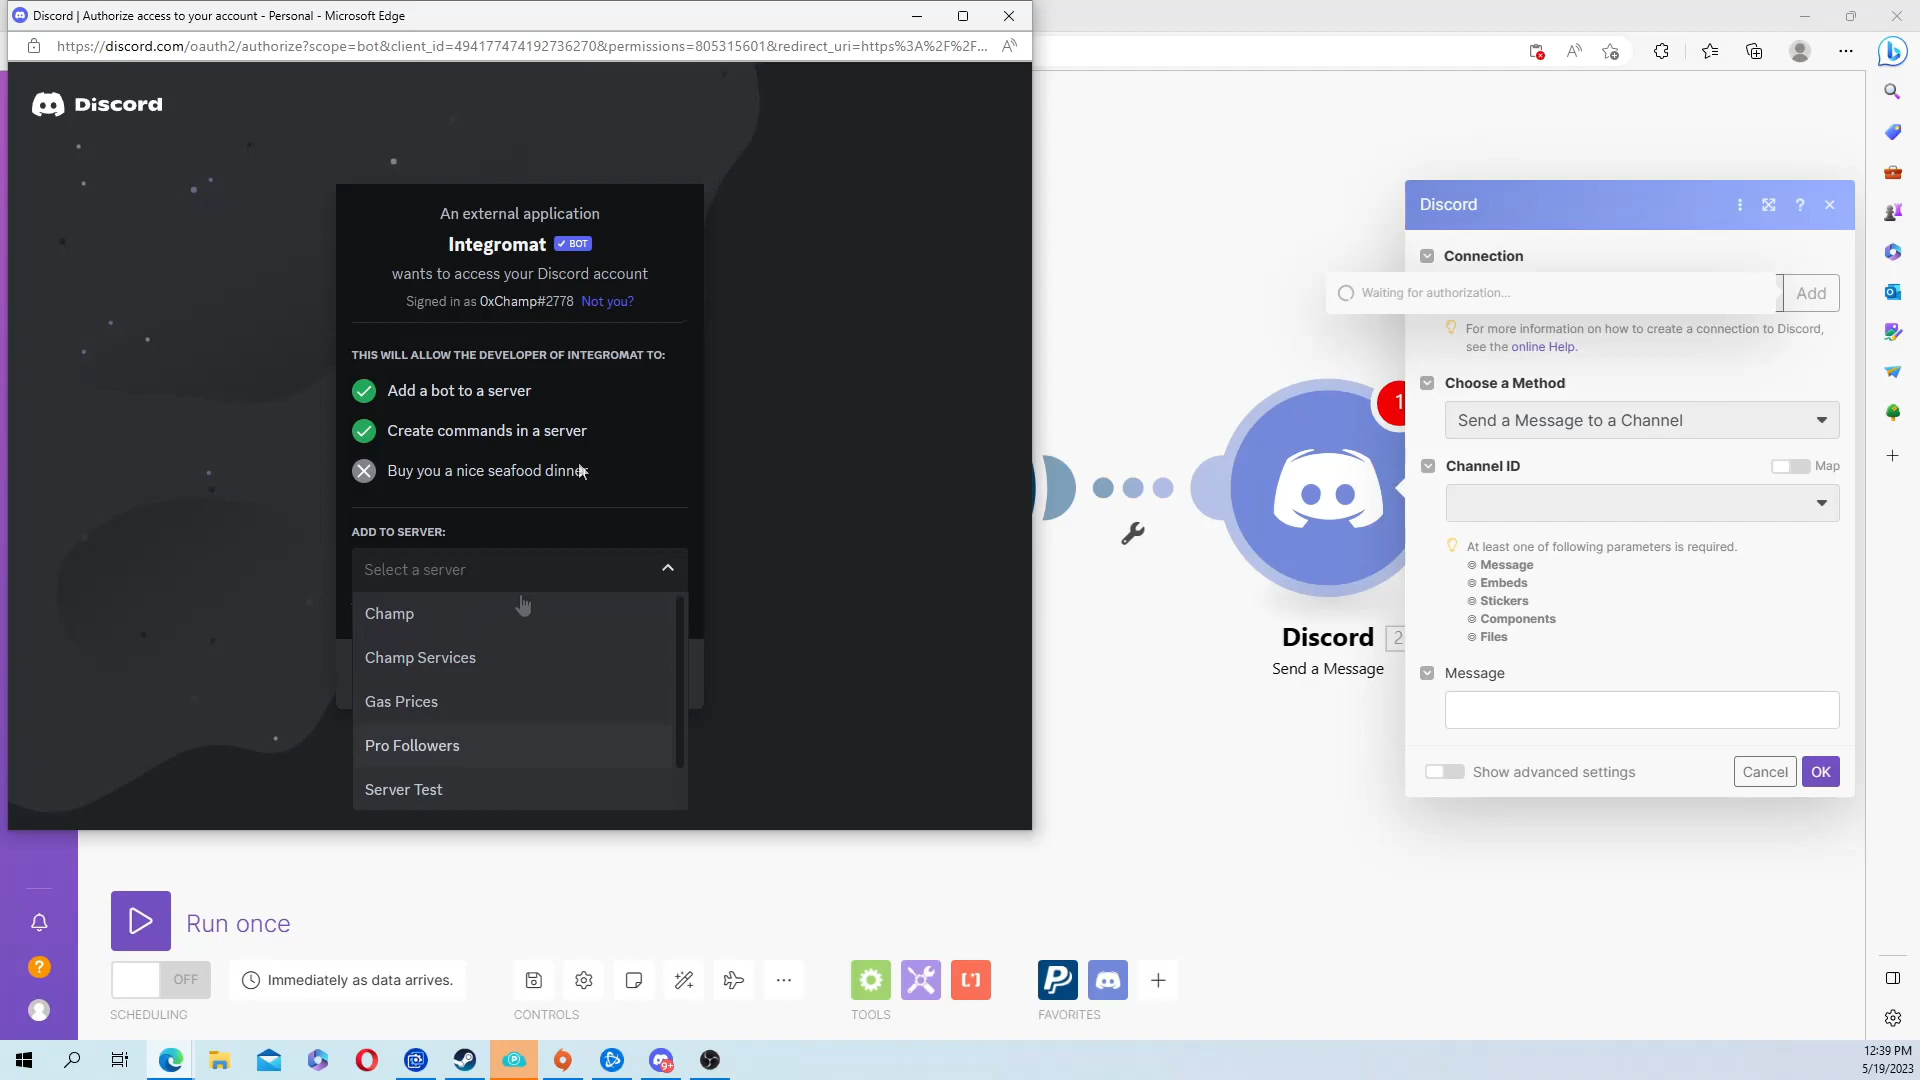 Discord | Authorize access to your account - Personal - Microsoft Edge
https://discord.com/oauth2/authorize?scope=bot&client_id=494177474192736270&permissions=805315601&redirect_uri=https%3A%2F%2F...
Discord
An external application
Integromat BOT
wants to access your Discord account
Signed in as 0xChamp#2778 Not you?
THIS WILL ALLOW THE DEVELOPER OF INTEGROMAT TO:
Add a bot to a server
Create commands in a server
Buy you a nice seafood dinner
ADD TO SERVER:
Select a server
Champ
Champ Services
Gas Prices
Pro Followers
Server Test
Discord
Connection
Waiting for authorization...
Add
For more information on how to create a connection to Discord,
see the online Help.
Choose a Method
Send a Message to a Channel
Channel ID
Map
At least one of following parameters is required.
Message
Embeds
Stickers
Components
Files
Message
Show advanced settings
Cancel
OK
1
Discord 2
Send a Message
Run once
OFF
Immediately as data arrives.
SCHEDULING
CONTROLS
TOOLS
FAVORITES
9+
12:39 PM
5/19/2023